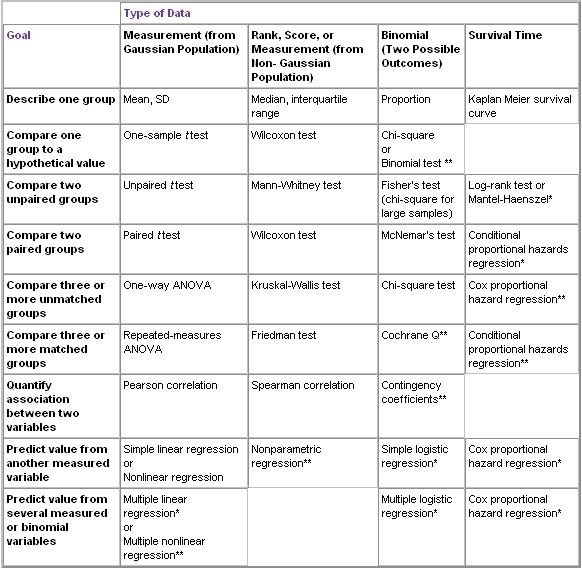 Type of Data
Goal
Measurement (from
Gaussian Population)
Rank, Score, or
Measurement (from
Non- Gaussian
Population)
Binomial
(Two Possible
Outcomes)
Survival Time
Describe one group
Mean, SD
Median, interquartile
range
Proportion
Kaplan Meier survival
curve
Compare one
group to a
hypothetical value
One-sample t test
Wilcoxon test
Chi-square
or
Binomial test **
Compare two
unpaired groups
Unpaired t test
Mann-Whitney test
Fisher's test
(chi-square for
large samples)
Log-rank test or
Mantel-Haenszel*
Compare two
paired groups
Paired t test
Wilcoxon test
McNemar's test
Conditional
proportional hazards
regression*
Compare three or
more unmatched
groups
One-way ANOVA
Kruskal-Wallis test
Chi-square test
Cox proportional
hazard regression**
Compare three or
more matched
groups
Repeated-measures
ANOVA
Friedman test
Cochrane Q**
Conditional
proportional hazards
regression**
Quantify
association
between two
variables
Pearson correlation
Spearman correlation
Contingency
coefficients**
Predict value from
another measured
variable
Simple linear regression
or
Nonlinear regression
Nonparametric
regression**
Simple logistic
regression*
Cox proportional
hazard regression*
Predict value from
several measured
or binomial
variables
Multiple linear
regression*
or
Multiple nonlinear
regression**
Multiple logistic
regression*
Cox proportional
hazard regression*